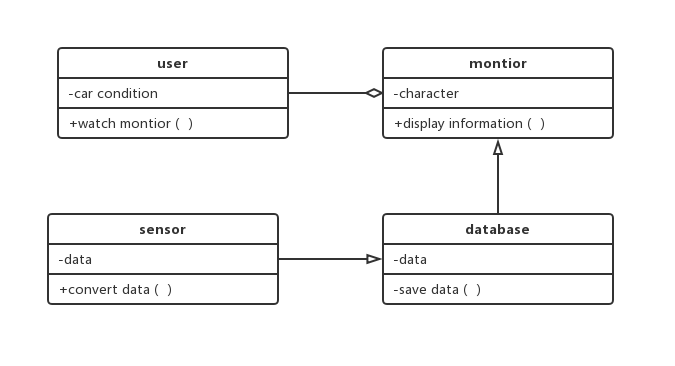 user
-car condition
+watch montior (  )
montior
-character
+display information (  )
sensor
-data
+convert data (  )
database
-data
-save data (  )